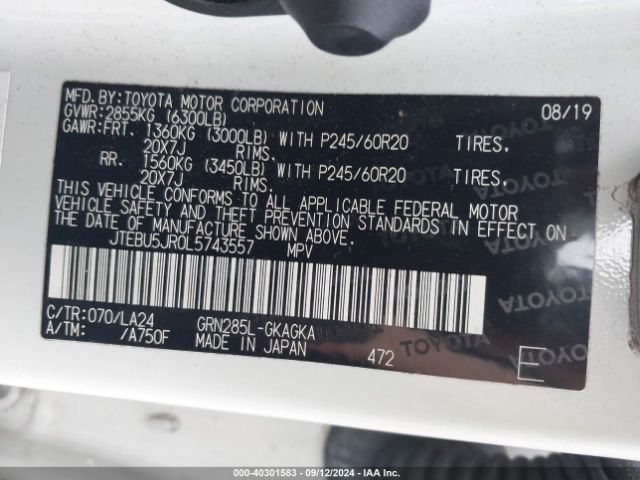 MFD.BY:TOYOTA MOTOR CORPORATION 08/19
GVWR:2855KG (6300LB)
GAWR:FRT. 1360KG (3000LB) WITH P245/60R20 TIRES,
20X7J RIMS.
RR. 1560KG (3450LB) WITH P245/60R20 TIRES,
20X7J RIMS.
THIS VEHICLE CONFORMS TO ALL APPLICABLE FEDERAL MOTOR
VEHICLE SAFETY AND THEFT PREVENTION STANDARDS IN EFFECT ON
THE DATE OF MANUFACTURE SHOWN ABOVE.
JTEBU5JR0L5743557 MPV
C/TR:070/LA24 GRN285L-GKAGKA
A/TM: /A750F MADE IN JAPAN 472 E
TOYOTA
TOYOTA
000-40301583 - 09/12/2024 - IAA Inc.